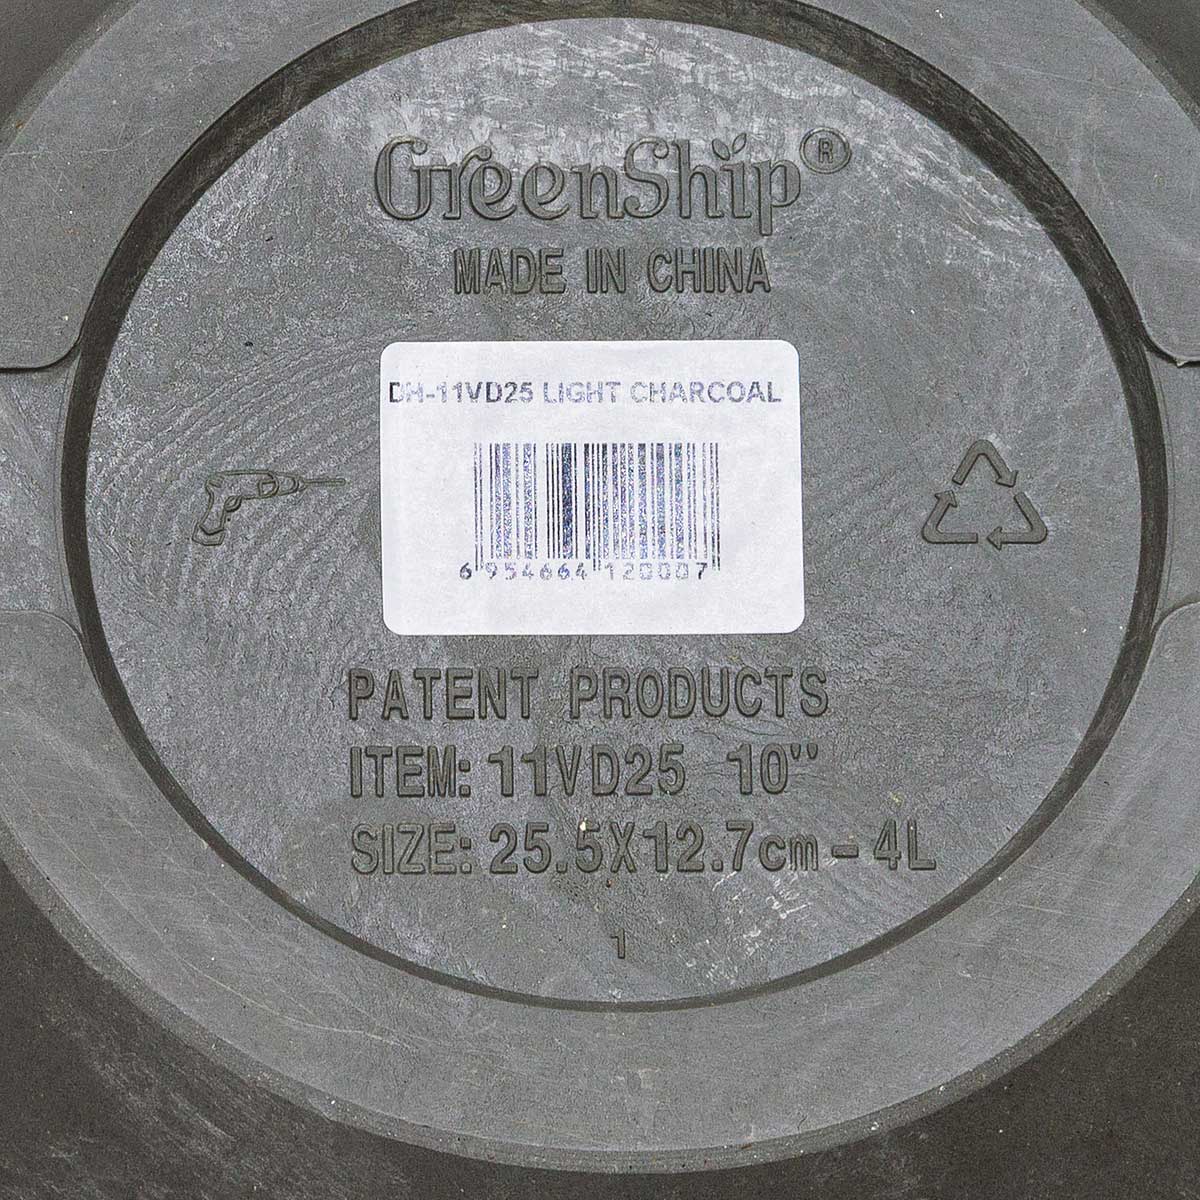 GreenShip®
MADE IN CHINA
DH-11VD25 LIGHT CHARCOAL
6 954664 120007
PATENT PRODUCTS
ITEM: 11VD25 10''
SIZE: 25.5X12.7cm - 4L
1